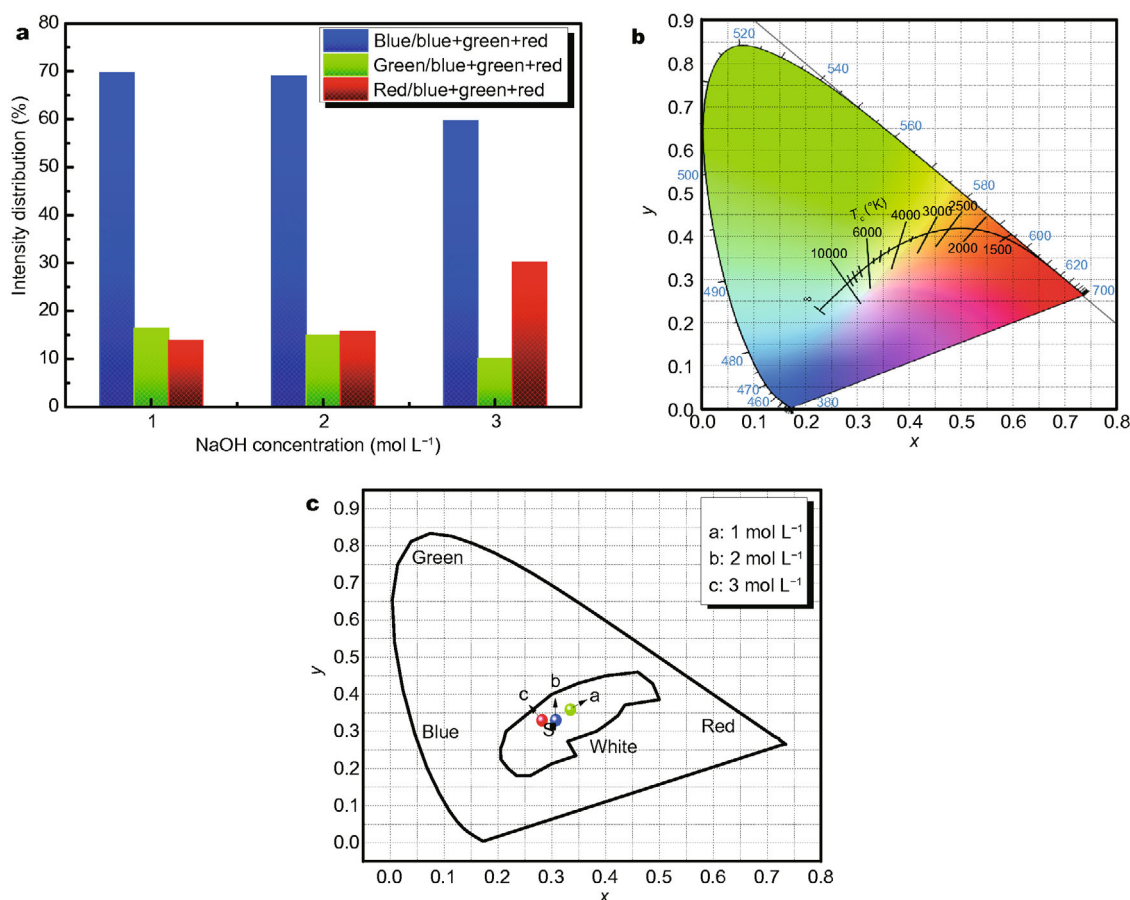 a
80
70
60
50
40
30
20
10
0
Intensity distribution (%)
Blue/blue+green+red
Green/blue+green+red
Red/blue+green+red
1 2 3
NaOH concentration (mol L⁻¹)
b
0.9
0.8
0.7
0.6
0.5
0.4
0.3
0.2
0.1
0.0
y
520
540
560
500
580
Tc(°K)
2500
3000
4000
6000
600
10000
2000
1500
620
∞
490
700
480
470
460
380
0.0 0.1 0.2 0.3 0.4 0.5 0.6 0.7 0.8
x
c
0.9
0.8
0.7
0.6
0.5
0.4
0.3
0.2
0.1
0.0
y
a: 1 mol L⁻¹
b: 2 mol L⁻¹
c: 3 mol L⁻¹
Green
b
c
a
S
Blue
White
Red
0.0 0.1 0.2 0.3 0.4 0.5 0.6 0.7 0.8
x